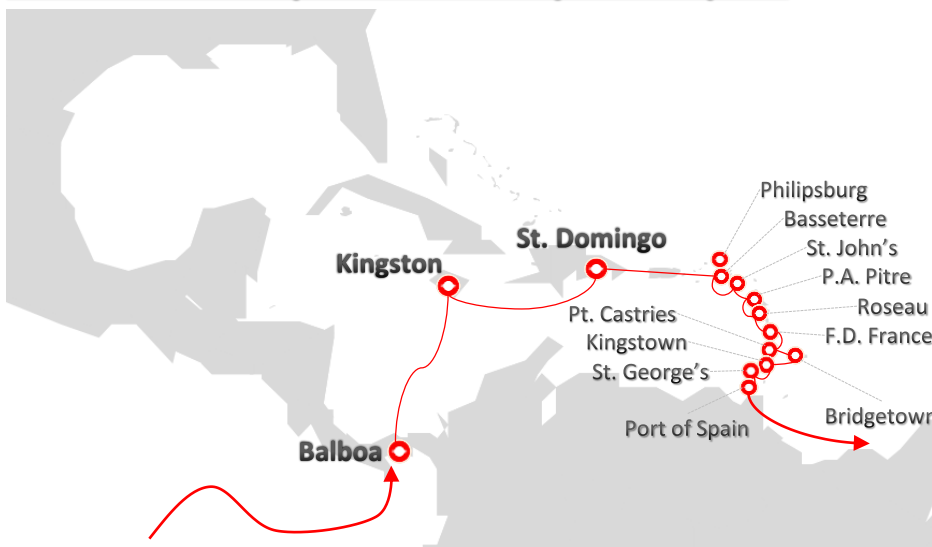 Philipsburg
Basseterre
St. Domingo
St. John's
Kingston
P.A. Pitre
Roseau
Pt. Castries
F.D. France
Kingstown
St. George's
Bridgetown
Port of Spain
Balboa